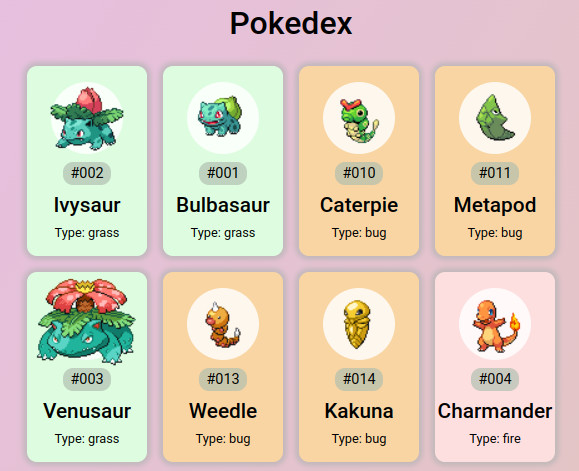 Pokedex
#002
Ivysaur
Type: grass
#001
Bulbasaur
Type: grass
#010
Caterpie
Type: bug
#011
Metapod
Type: bug
#003
Venusaur
Type: grass
#013
Weedle
Type: bug
#014
Kakuna
Type: bug
#004
Charmander
Type: fire